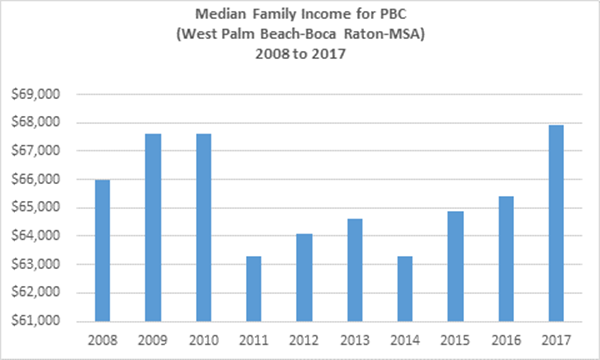 Median Family Income for PBC
(West Palm Beach-Boca Raton-MSA)
2008 to 2017
$69,000
$68,000
$67,000
$66,000
$65,000
$64,000
$63,000
$62,000
$61,000
2008 2009 2010 2011 2012 2013 2014 2015 2016 2017